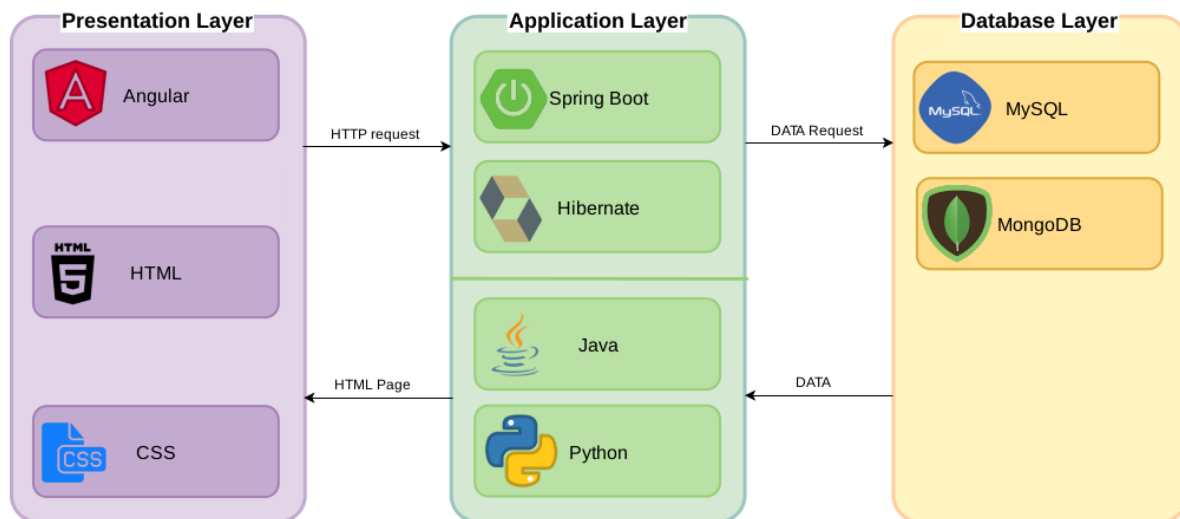 Presentation Layer
Application Layer
Database Layer
Angular
HTTP request
Spring Boot
DATA Request
MySQL
MySQL
Hibernate
MongoDB
HTML
5
HTML
Java
HTML Page
DATA
CSS
CSS
Python